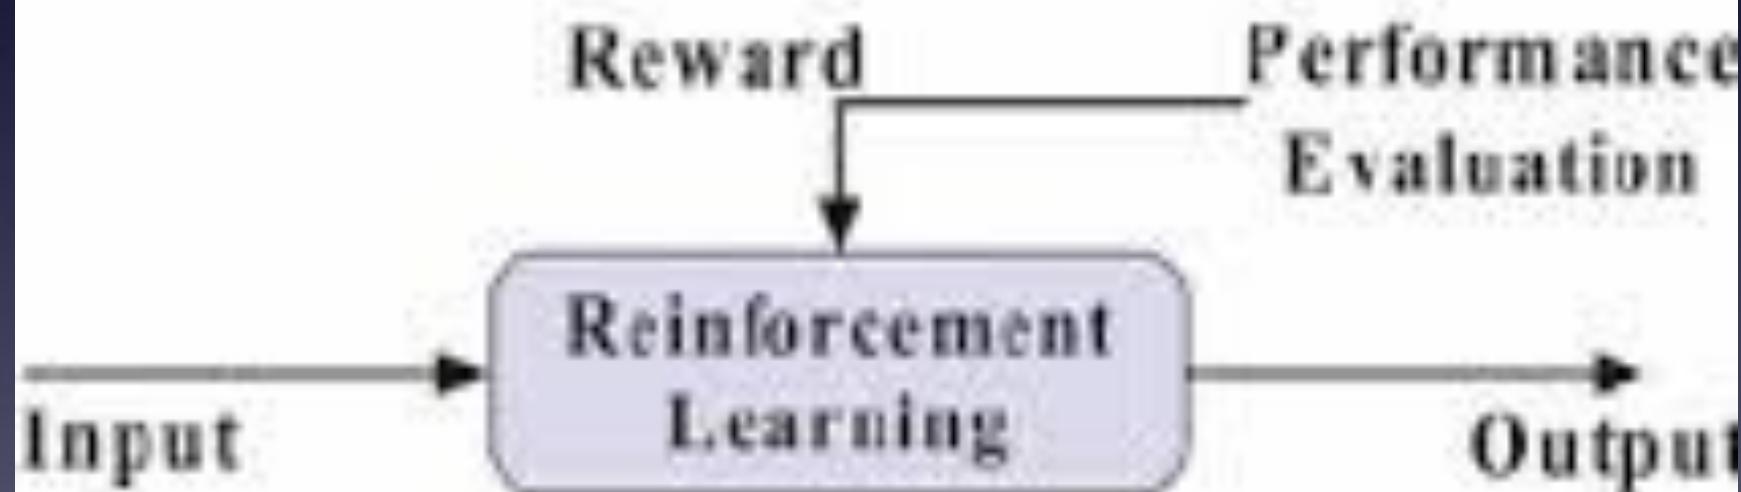 Reward
Performance
Evaluation
Reinforcement
Learning
Input
Output